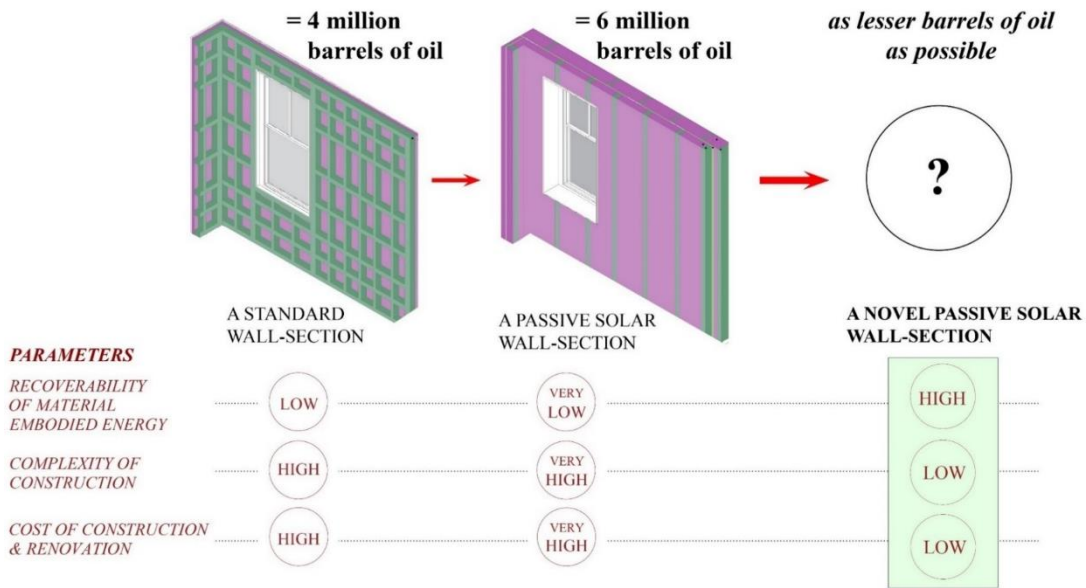 = 4 million
barrels of oil
= 6 million
barrels of oil
as lesser barrels of oil
as possible
?
A STANDARD
WALL-SECTION
A PASSIVE SOLAR
WALL-SECTION
A NOVEL PASSIVE SOLAR
WALL-SECTION
PARAMETERS
RECOVERABILITY
OF MATERIAL
EMBODIED ENERGY
LOW
VERY
LOW
HIGH
COMPLEXITY OF
CONSTRUCTION
HIGH
VERY
HIGH
LOW
COST OF CONSTRUCTION
& RENOVATION
HIGH
VERY
HIGH
LOW